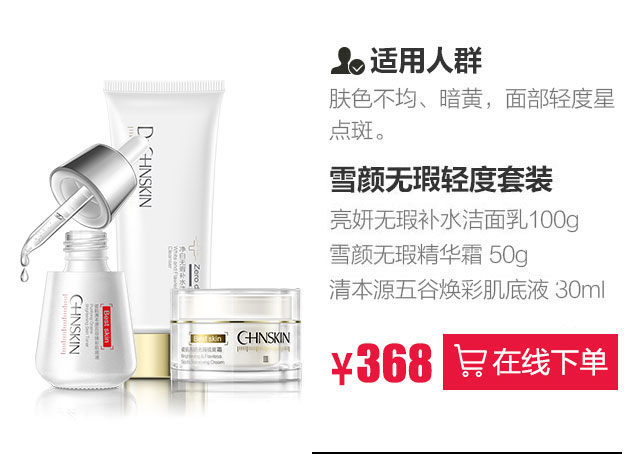 适用人群
肤色不均、暗黄，面部轻度星
点斑。
雪颜无瑕轻度套装
亮妍无瑕补水洁面乳100g
雪颜无瑕精华霜 50g
清本源五谷焕彩肌底液 30ml
¥368
在线下单
CHNSKIN
Best skin
CHNSKIN
Best skin
CHNSKIN